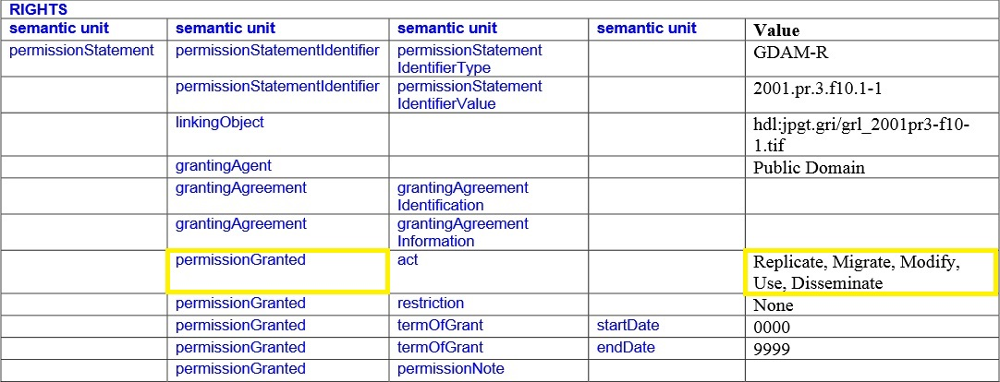 RIGHTS
semantic unit semantic unit semantic unit semantic unit Value
permissionStatement permissionStatementIdentifier permissionStatement GDAM-R
IdentifierType
permissionStatementIdentifier permissionStatement 2001.pr.3.f10.1-1
IdentifierValue
linkingObject hdl:jpgt.gri/grl_2001pr3-f10-
1.tif
grantingAgent Public Domain
grantingAgreement grantingAgreement
Identification
grantingAgreement grantingAgreement
Information
permissionGranted act Replicate, Migrate, Modify,
Use, Disseminate
permissionGranted restriction None
permissionGranted termOfGrant startDate 0000
permissionGranted termOfGrant endDate 9999
permissionGranted permissionNote